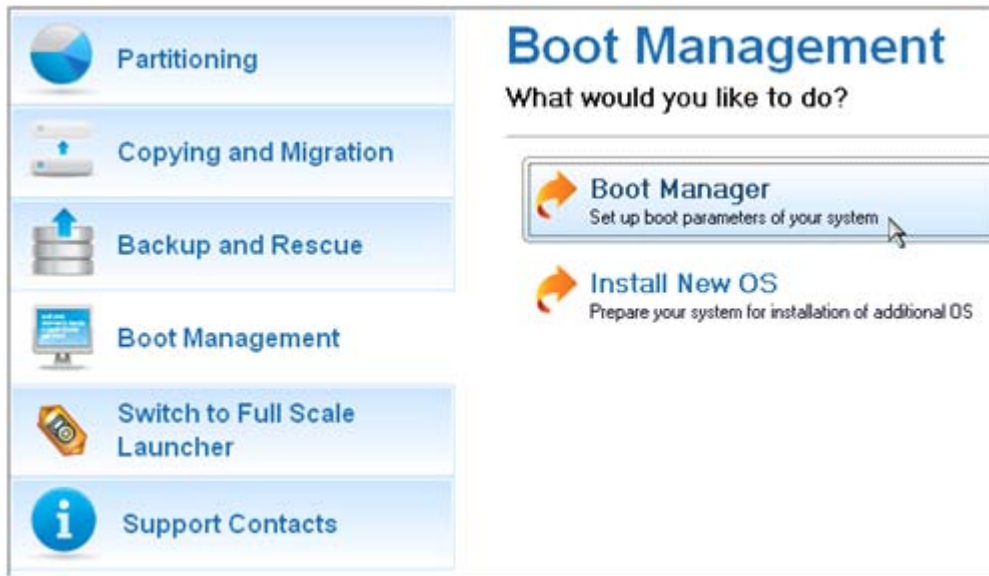 Partitioning
Copying and Migration
Backup and Rescue
Boot Management
Switch to Full Scale
Launcher
Support Contacts
Boot Management
What would you like to do?
Boot Manager
Set up boot parameters of your system
Install New OS
Prepare your system for installation of additional OS